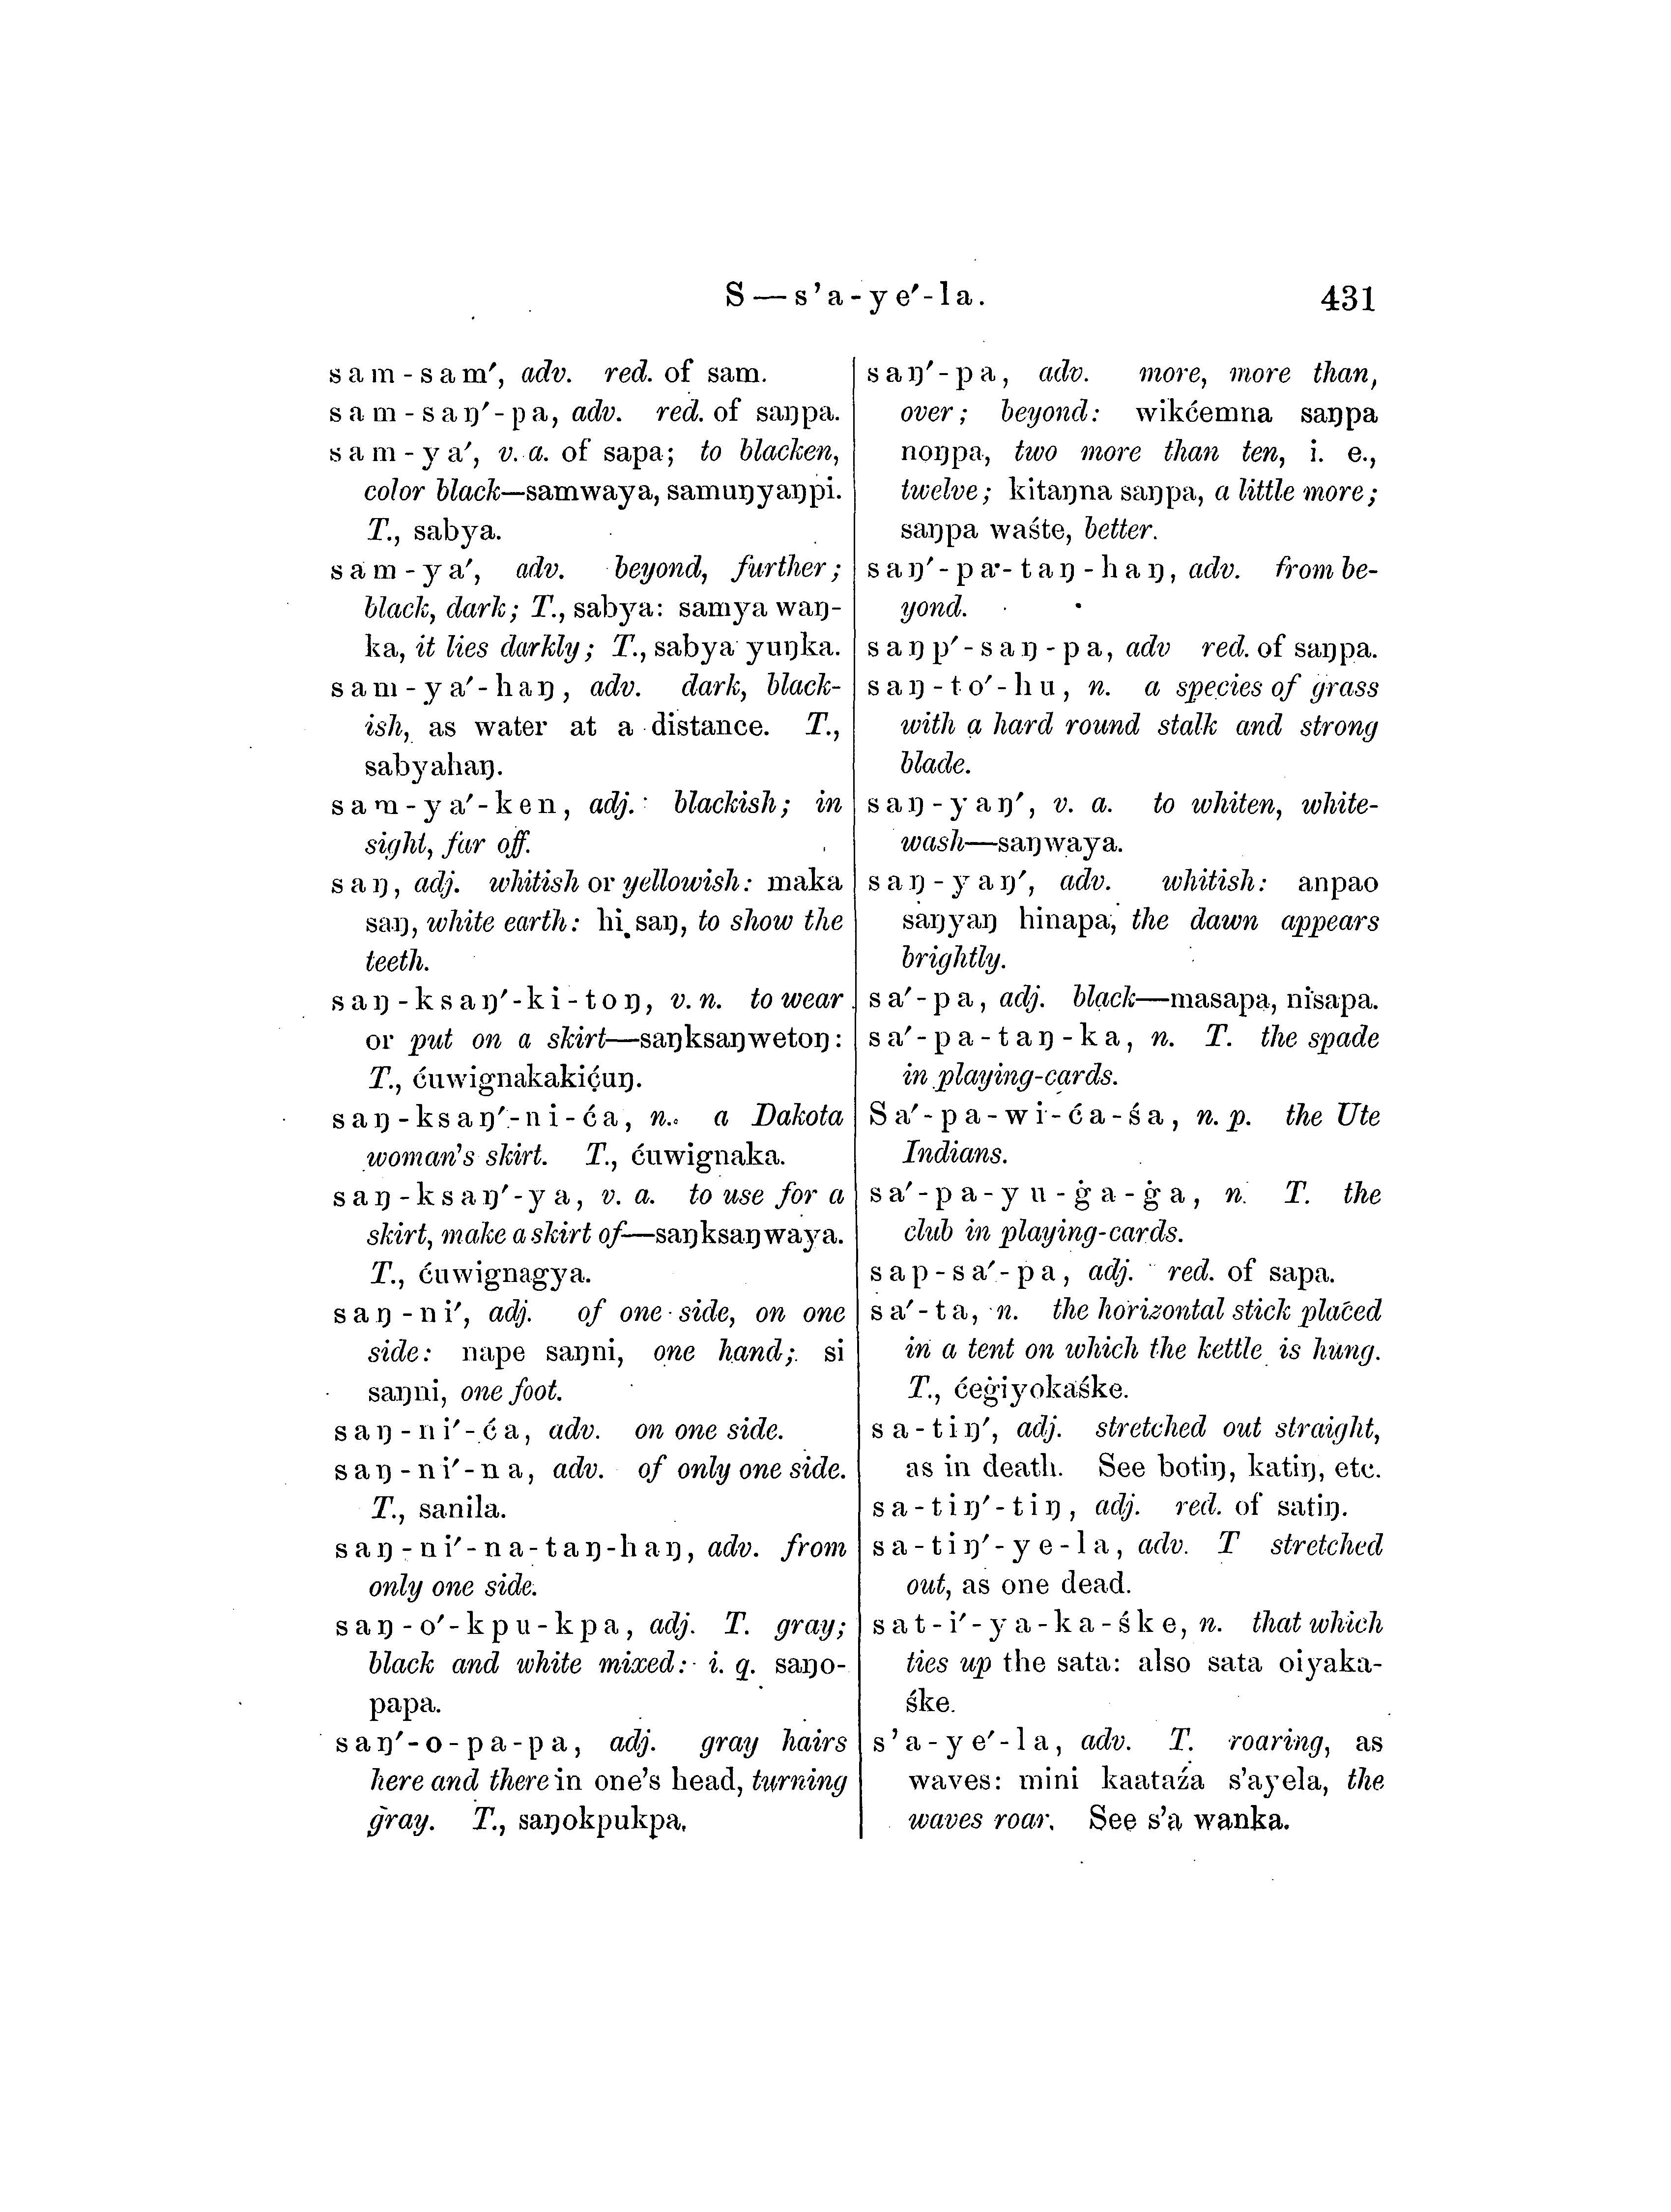 S—s’a-ye′-la. 431
sam-sam′, adv. red. of sam.
sam-saŋ′-pa, adv. red. of saŋpa.
sam-ya′, v. a. of sapa; to blacken,
color black—samwaya, samuŋyaŋpi.
T., sabya.
sam-ya′, adv. beyond, further;
black, dark; T., sabya: samya waŋ-
ka, it lies darkly; T., sabya yuŋka.
sam-ya′-haŋ, adv. dark, black-
ish, as water at a distance. T.,
sabyahaŋ.
sam-ya′-ken, adj. blackish; in
sight, far off.
saŋ, adj. whitish or yellowish: maka
saŋ, white earth: hi saŋ, to show the
teeth.
saŋ-ksaŋ′-ki-toŋ, v. n. to wear
or put on a skirt—saŋksaŋwetoŋ:
T., ćuwignakakiçuŋ.
saŋ-ksaŋ′-ni-ća, n. a Dakota
woman's skirt. T., ćuwignaka.
saŋ-ksaŋ′-ya, v. a. to use for a
skirt, make a skirt of—saŋksaŋwaya.
T., ćuwignagya.
saŋ-ni′, adj. of one side, on one
side: nape saŋni, one hand; si
saŋni, one foot.
saŋ-ni′-ća, adv. on one side.
saŋ-ni′-na, adv. of only one side.
T., sanila.
saŋ-ni′-na-taŋ-haŋ, adv. from
only one side.
saŋ-o′-kpu-kpa, adj. T. gray;
black and white mixed: i. q. saŋo-
papa.
saŋ′-o-pa-pa, adj. gray hairs
here and there in one's head, turning
gray. T., saŋokpukpa.
saŋ′-pa, adv. more, more than,
over; beyond: wikćemna saŋpa
noŋpa, two more than ten, i. e.,
twelve; kitaŋna saŋpa, a little more;
saŋpa waśte, better.
saŋ′-pa-taŋ-haŋ, adv. from be-
yond.
saŋp′-saŋ-pa, adv red. of saŋpa.
saŋ-to′-hu, n. a species of grass
with a hard round stalk and strong
blade.
saŋ-yaŋ′, v. a. to whiten, white-
wash—saŋwaya.
saŋ-yaŋ′, adv. whitish: anpao
saŋyaŋ hinapa, the dawn appears
brightly.
sa′-pa, adj. black—masapa, nisapa.
sa′-pa-taŋ-ka, n. T. the spade
in playing-cards.
Sa′-pa-wi-ća-śa, n. p. the Ute
Indians.
sa′-pa-yu-ġa-ġa, n. T. the
club in playing-cards.
sap-sa′-pa, adj. red. of sapa.
sa′-ta, n. the horizontal stick placed
in a tent on which the kettle is hung.
T., ćeġiyokaśke.
sa-tiŋ′, adj. stretched out straight,
as in death. See botiŋ, katiŋ, etc.
sa-tiŋ′-tiŋ, adj. red. of satiŋ.
sa-tiŋ′-ye-la, adv. T stretched
out, as one dead.
sat-i′-ya-ka-śke, n. that which
ties up the sata: also sata oiyaka-
śke.
s’a-ye′-la, adv. T. roaring, as
waves: mini kaataźa s’ayela, the
waves roar. See s’a wanka.